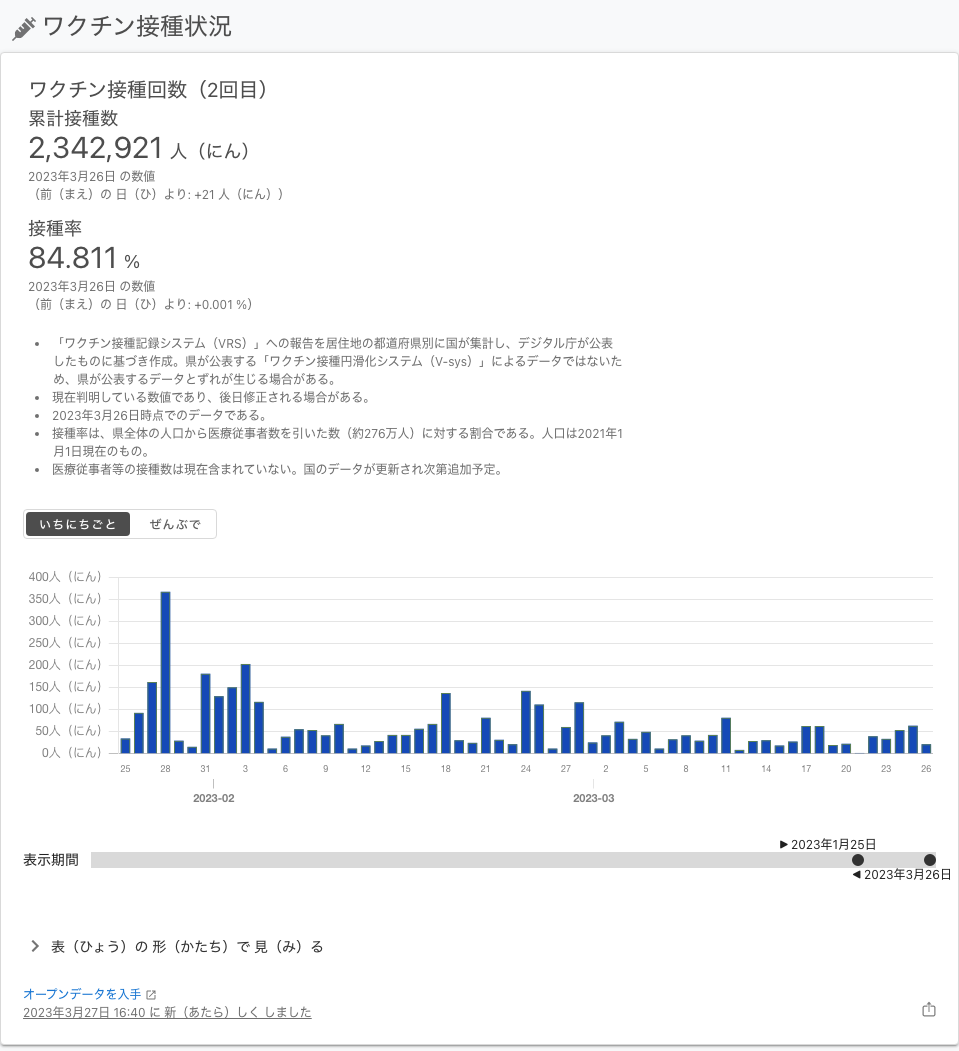 ワクチン接種状況
ワクチン接種回数（2回目）
累計接種数
2,342,921 人（にん）
2023年3月26日 の数値
（前（まえ）の 日（ひ）より: +21 人（にん））
接種率
84.811 %
2023年3月26日 の数値
（前（まえ）の 日（ひ）より: +0.001 %）
• 「ワクチン接種記録システム（VRS）」への報告を居住地の都道府県別に国が集計し、デジタル庁が公表
したものに基づき作成。県が公表する「ワクチン接種円滑化システム（V-sys）」によるデータではないた
め、県が公表するデータとずれが生じる場合がある。
• 現在判明している数値であり、後日修正される場合がある。
• 2023年3月26日時点でのデータである。
• 接種率は、県全体の人口から医療従事者数を引いた数（約276万人）に対する割合である。人口は2021年1
月1日現在のもの。
• 医療従事者等の接種数は現在含まれていない。国のデータが更新され次第追加予定。
いちにちごと ぜんぶで
400人（にん）
350人（にん）
300人（にん）
250人（にん）
200人（にん）
150人（にん）
100人（にん）
50人（にん）
0人（にん）
25 28 31 3 6 9 12 15 18 21 24 27 2 5 8 11 14 17 20 23 26
2023-02 2023-03
▶ 2023年1月25日
表示期間
◀ 2023年3月26日
表（ひょう）の 形（かたち）で 見（み）る
オープンデータを入手
2023年3月27日 16:40 に 新（あたら）しく しました